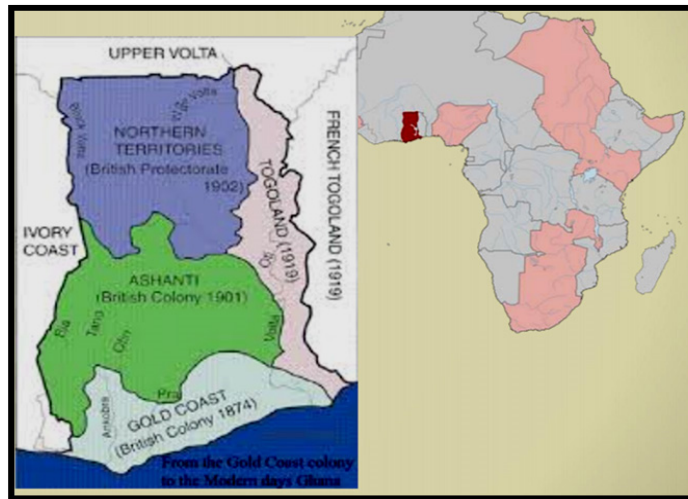 UPPER VOLTA
Black Volta
White Volta
NORTHERN
TERRITORIES
(British Protectorate
1902)
TOGOLAND (1919)
FRENCH TOGOLAND (1919)
IVORY
COAST
Oti
ASHANTI
(British Colony 1901)
Bia
Tano
Ofin
Volta
Pra
Ankobra
GOLD COAST
(British Colony 1874)
From the Gold Coast colony
to the Modern days Ghana